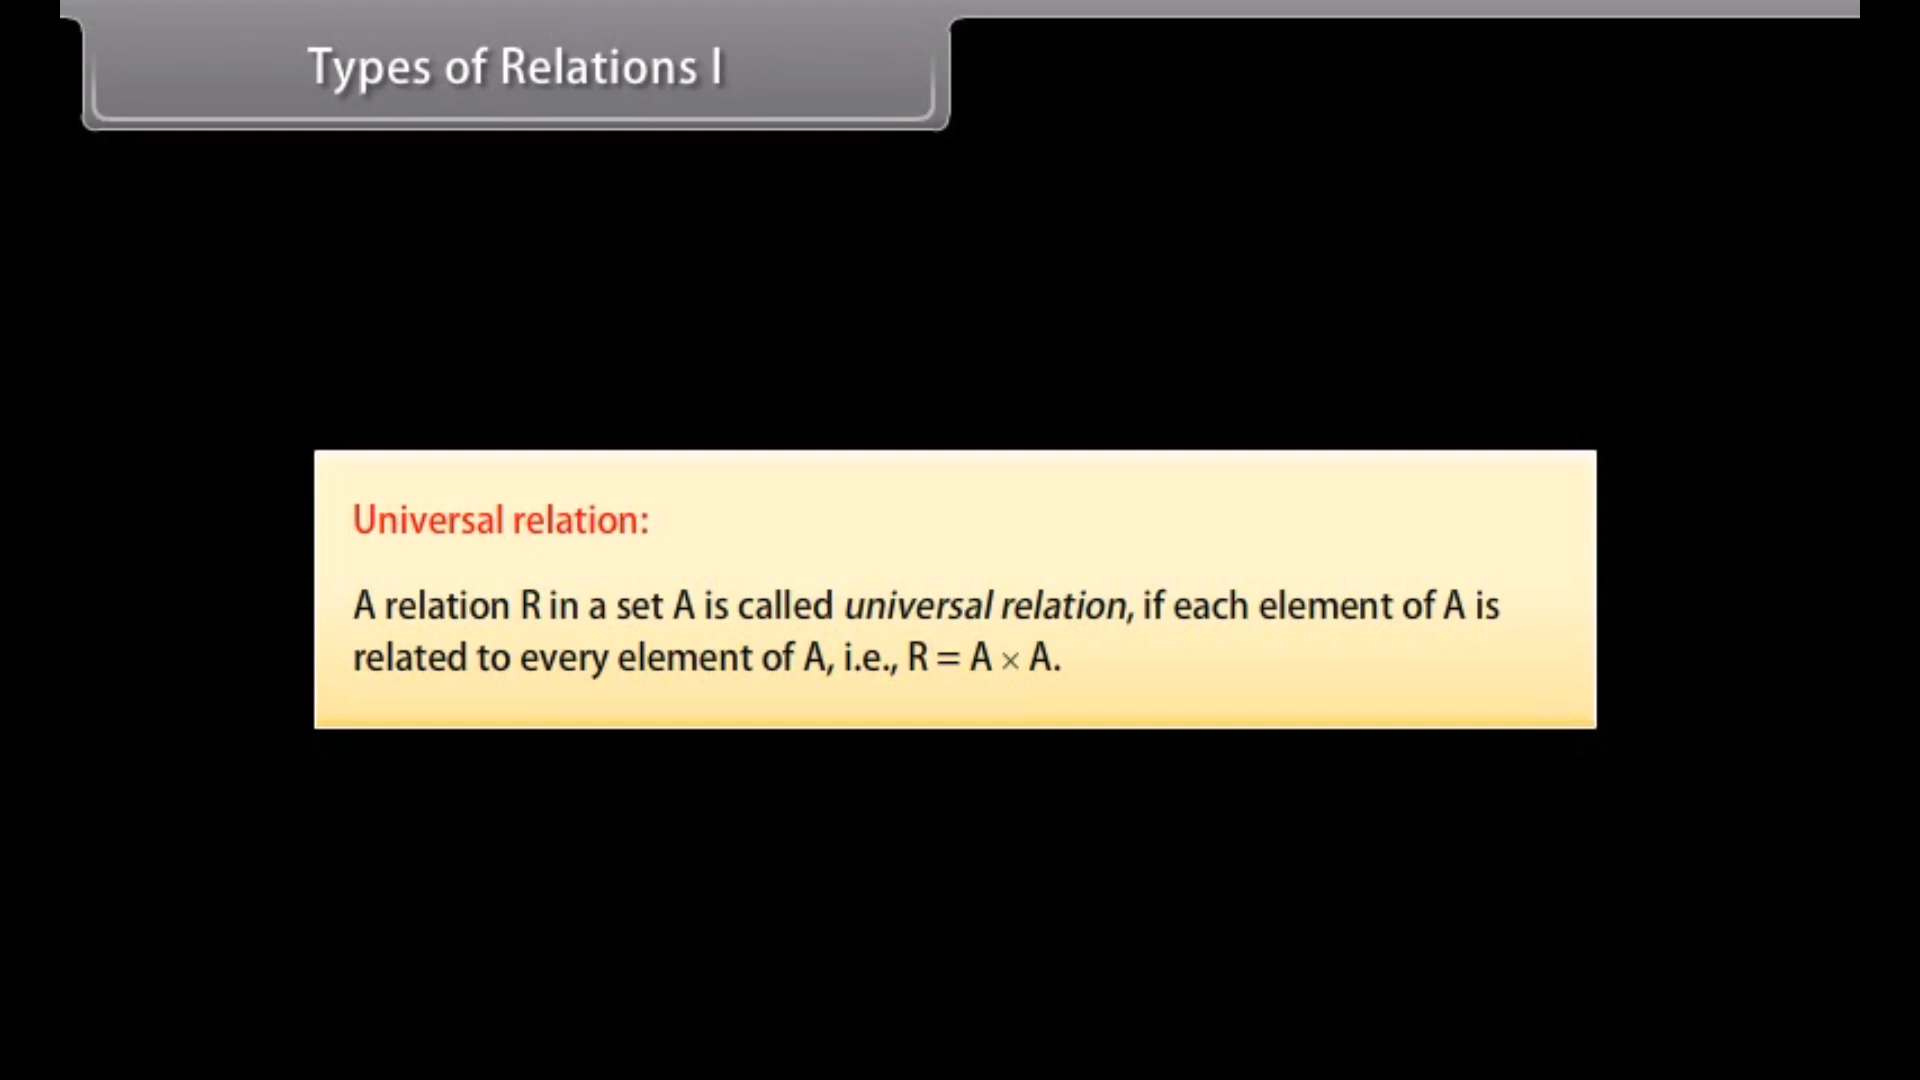 Types of Relations I
Universal relation:
A relation R in a set A is called universal relation, if each element of A is
related to every element of A, i.e., R = A × A.